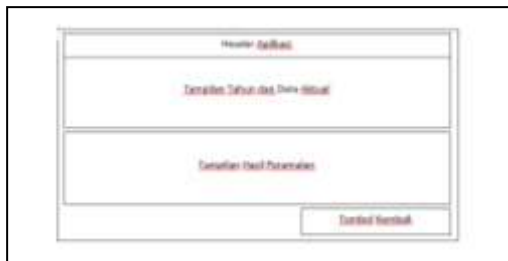 Header Aplikasi
Tampilan Tahun dan Data Aktual
Tampilan Hasil Peramalan
Tombol Kembali